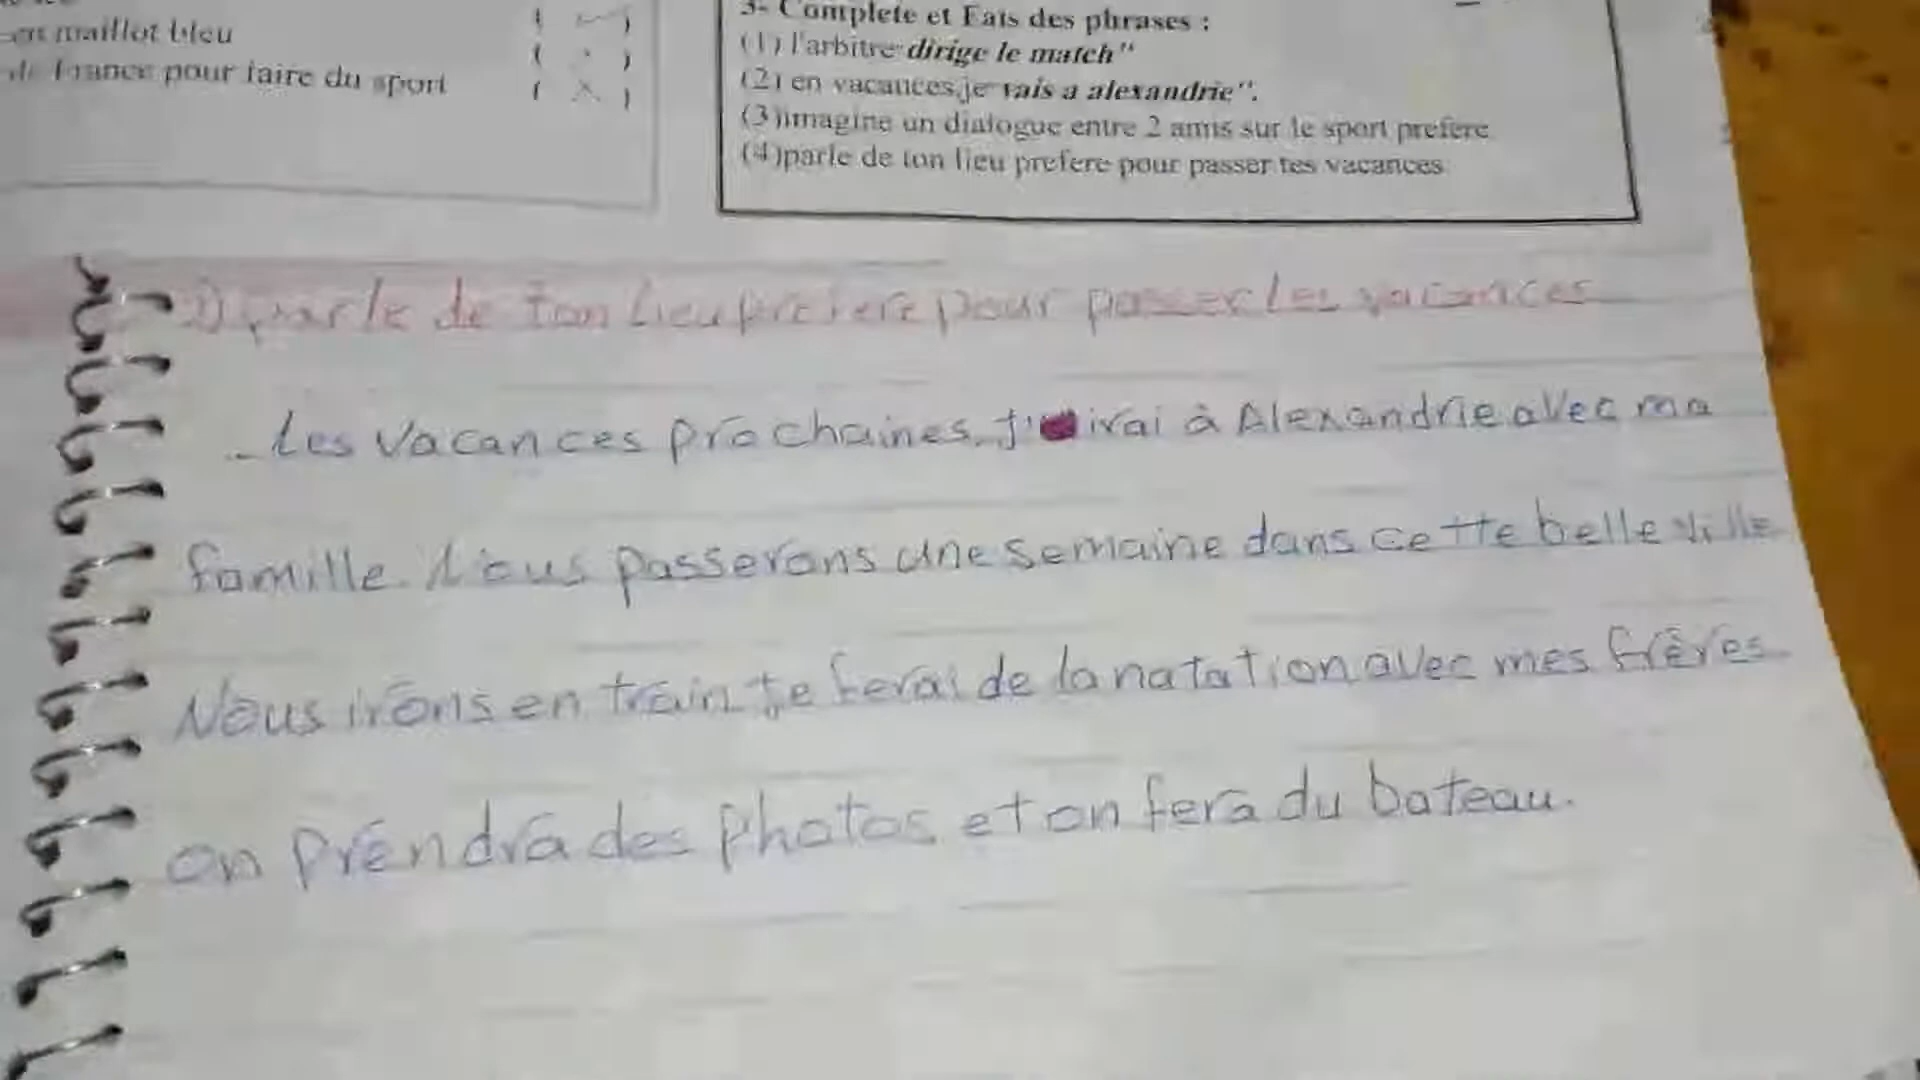 en maillot bleu
de France pour faire du sport
3- Complete et Fais des phrases :
(1) l'arbitre dirige le match"
(2) en vacances,je vais a alexandrie".
(3)imagine un dialogue entre 2 amis sur le sport prefere
(4)parle de ton lieu prefere pour passer tes vacances
2) parle de ton lieu prefere pour passer les vacances
Les vacances prochaines, J'irai à Alexandrie avec ma
famille. Nous passerons une semaine dans cette belle ville
Nous irons en train. Je ferai de la natation avec mes frères.
on prendra des photos et on fera du bateau.